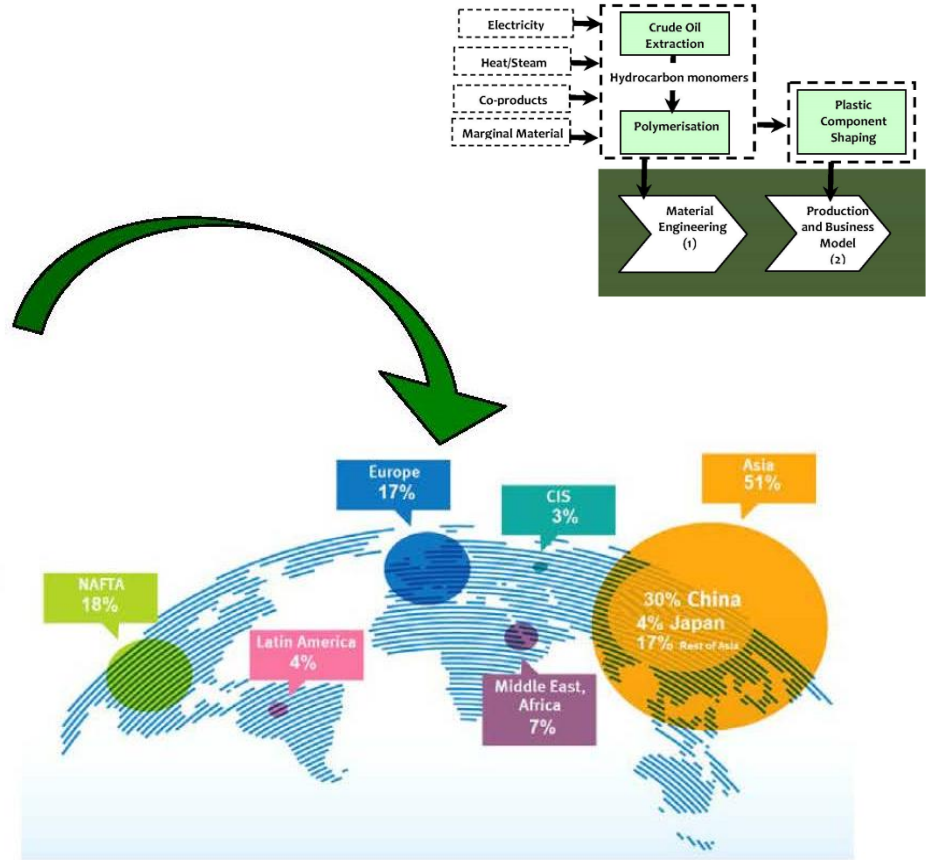 Electricity
Heat/Steam
Co-products
Marginal Material
Crude Oil
Extraction
Hydrocarbon monomers
Polymerisation
Plastic
Component
Shaping
Material
Engineering
(1)
Production
and Business
Model
(2)
Europe
17%
CIS
3%
Asia
51%
NAFTA
18%
Latin America
4%
Middle East,
Africa
7%
30% China
4% Japan
17% Rest of Asia